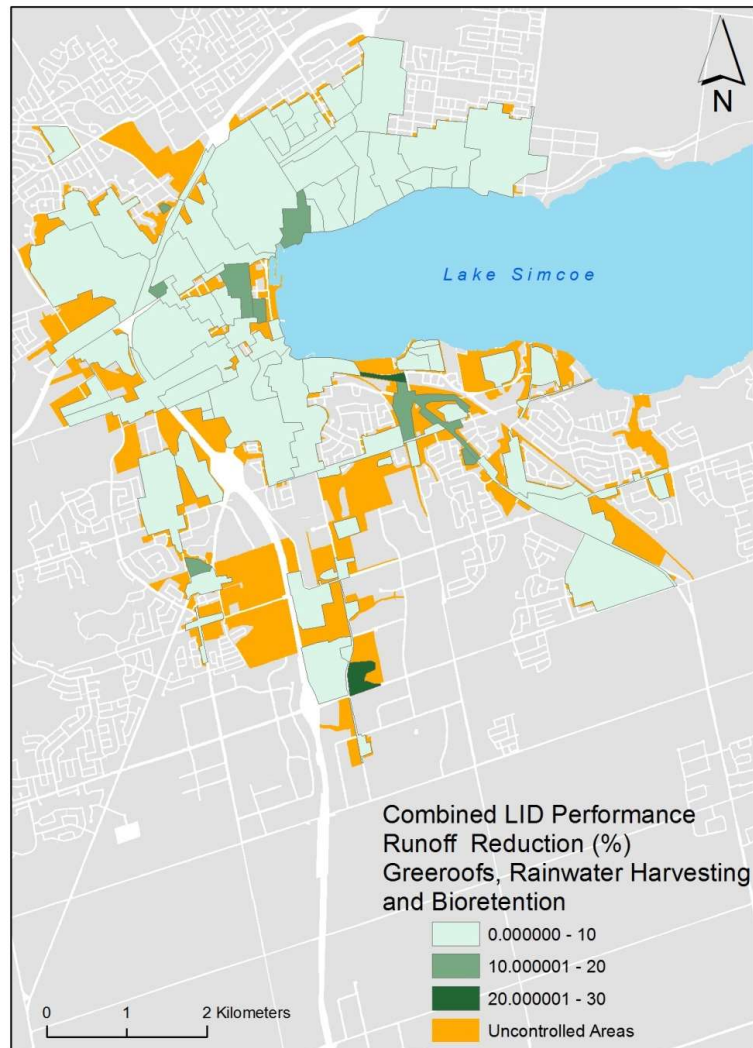 N
Lake Simcoe
Combined LID Performance
Runoff Reduction (%)
Greeroofs, Rainwater Harvesting
and Bioretention
0.000000 - 10
10.000001 - 20
20.000001 - 30
Uncontrolled Areas
0 1 2 Kilometers